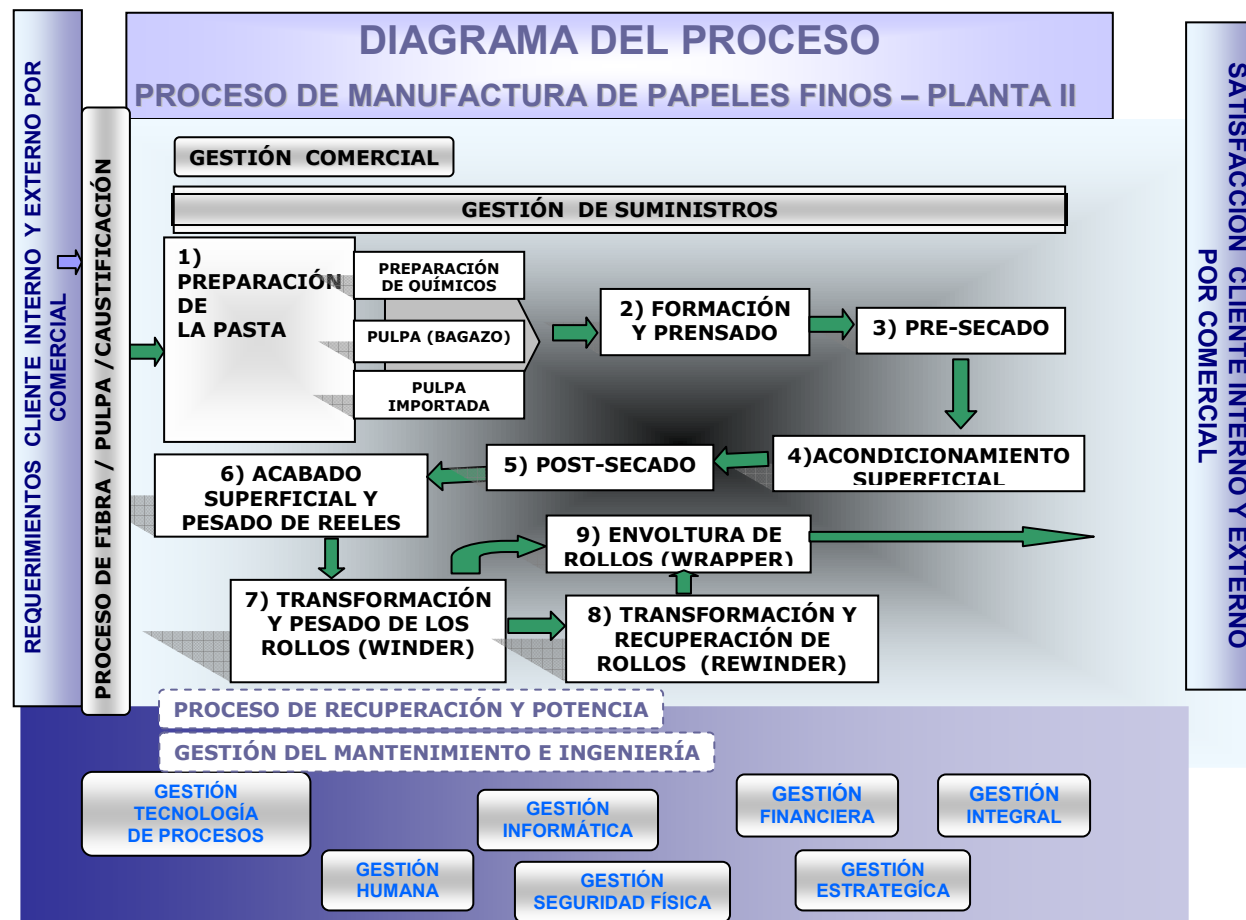 DIAGRAMA DEL PROCESO
PROCESO DE MANUFACTURA DE PAPELES FINOS – PLANTA II
REQUERIMIENTOS CLIENTE INTERNO Y EXTERNO POR
COMERCIAL
PROCESO DE FIBRA / PULPA /CAUSTIFICACIÓN
GESTIÓN COMERCIAL
GESTIÓN DE SUMINISTROS
1)
PREPARACIÓN
DE
LA PASTA
PREPARACIÓN
DE QUÍMICOS
PULPA (BAGAZO)
PULPA
IMPORTADA
2) FORMACIÓN
Y PRENSADO
3) PRE-SECADO
4)ACONDICIONAMIENTO
SUPERFICIAL
5) POST-SECADO
6) ACABADO
SUPERFICIAL Y
PESADO DE REELES
7) TRANSFORMACIÓN
Y PESADO DE LOS
ROLLOS (WINDER)
8) TRANSFORMACIÓN Y
RECUPERACIÓN DE
ROLLOS (REWINDER)
9) ENVOLTURA DE
ROLLOS (WRAPPER)
SATISFACCION CLIENTE INTERNO Y EXTERNO
POR COMERCIAL
PROCESO DE RECUPERACIÓN Y POTENCIA
GESTIÓN DEL MANTENIMIENTO E INGENIERÍA
GESTIÓN
TECNOLOGÍA
DE PROCESOS
GESTIÓN
INFORMÁTICA
GESTIÓN
FINANCIERA
GESTIÓN
INTEGRAL
GESTIÓN
HUMANA
GESTIÓN
SEGURIDAD FÍSICA
GESTIÓN
ESTRATEGÍCA